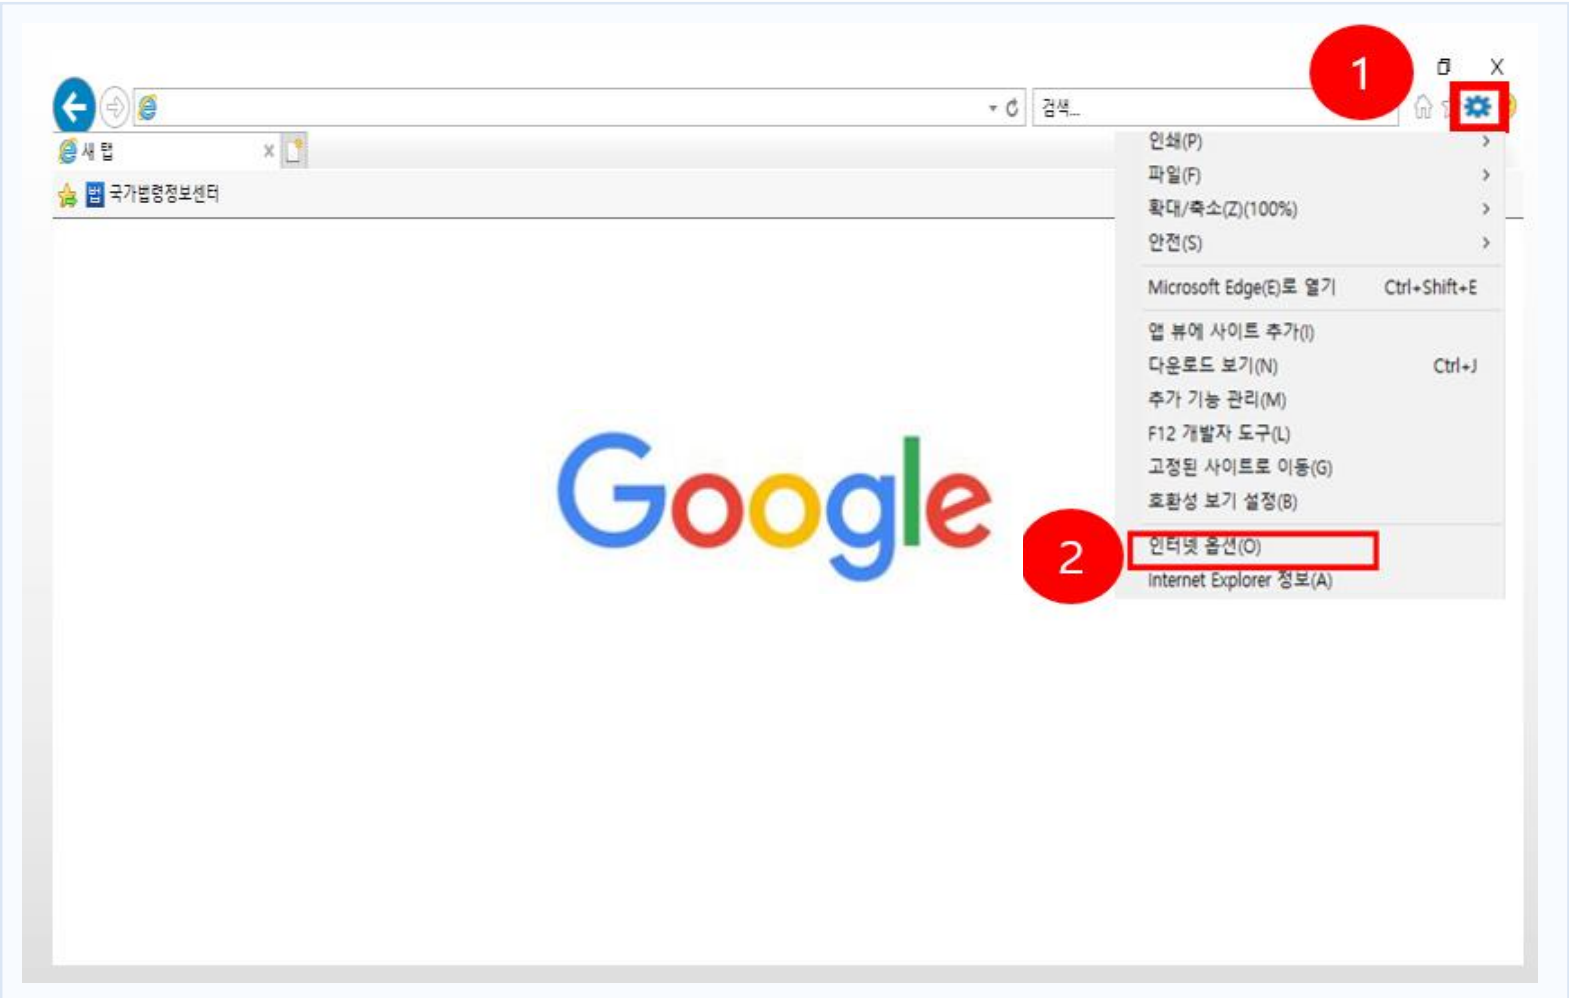 1
X
검색...
새 탭
X
법 국가법령정보센터
인쇄(P)
파일(F)
확대/축소(Z)(100%)
안전(S)
Microsoft Edge(E)로 열기 Ctrl+Shift+E
앱 뷰에 사이트 추가(I)
다운로드 보기(N) Ctrl+J
추가 기능 관리(M)
F12 개발자 도구(L)
고정된 사이트로 이동(G)
호환성 보기 설정(B)
Google
2
인터넷 옵션(O)
Internet Explorer 정보(A)